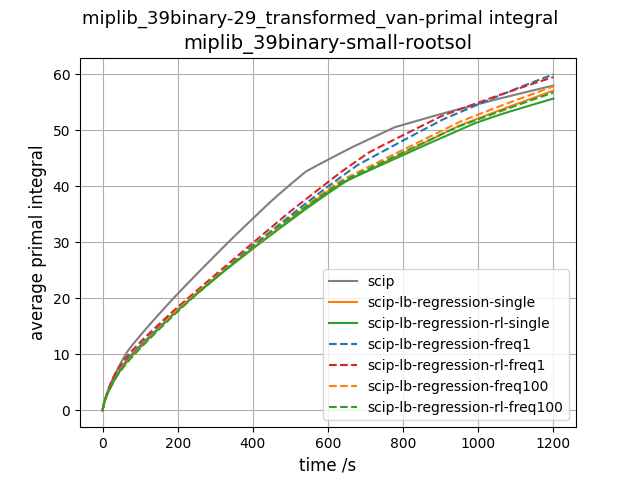 miplib_39binary-29_transformed_van-primal integral
miplib_39binary-small-rootsol
average primal integral
60
50
40
30
20
10
0
scip
scip-lb-regression-single
scip-lb-regression-rl-single
scip-lb-regression-freq1
scip-lb-regression-rl-freq1
scip-lb-regression-freq100
scip-lb-regression-rl-freq100
0 200 400 600 800 1000 1200
time /s